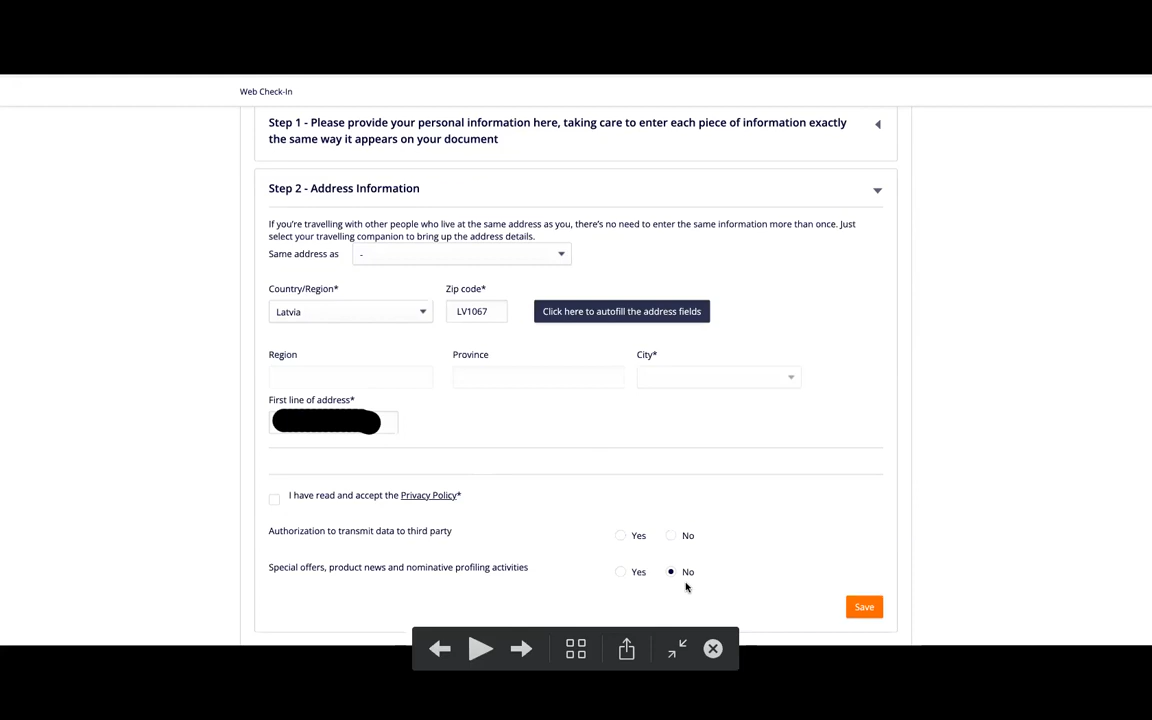 Web Check-In
Step 1 - Please provide your personal information here, taking care to enter each piece of information exactly
the same way it appears on your document
Step 2 - Address Information
If you're travelling with other people who live at the same address as you, there's no need to enter the same information more than once. Just
select your travelling companion to bring up the address details.
Same address as -
Country/Region* Zip code*
Latvia LV1067 Click here to autofill the address fields
Region Province City*
First line of address*
I have read and accept the Privacy Policy*
Authorization to transmit data to third party Yes No
Special offers, product news and nominative profiling activities Yes No
Save